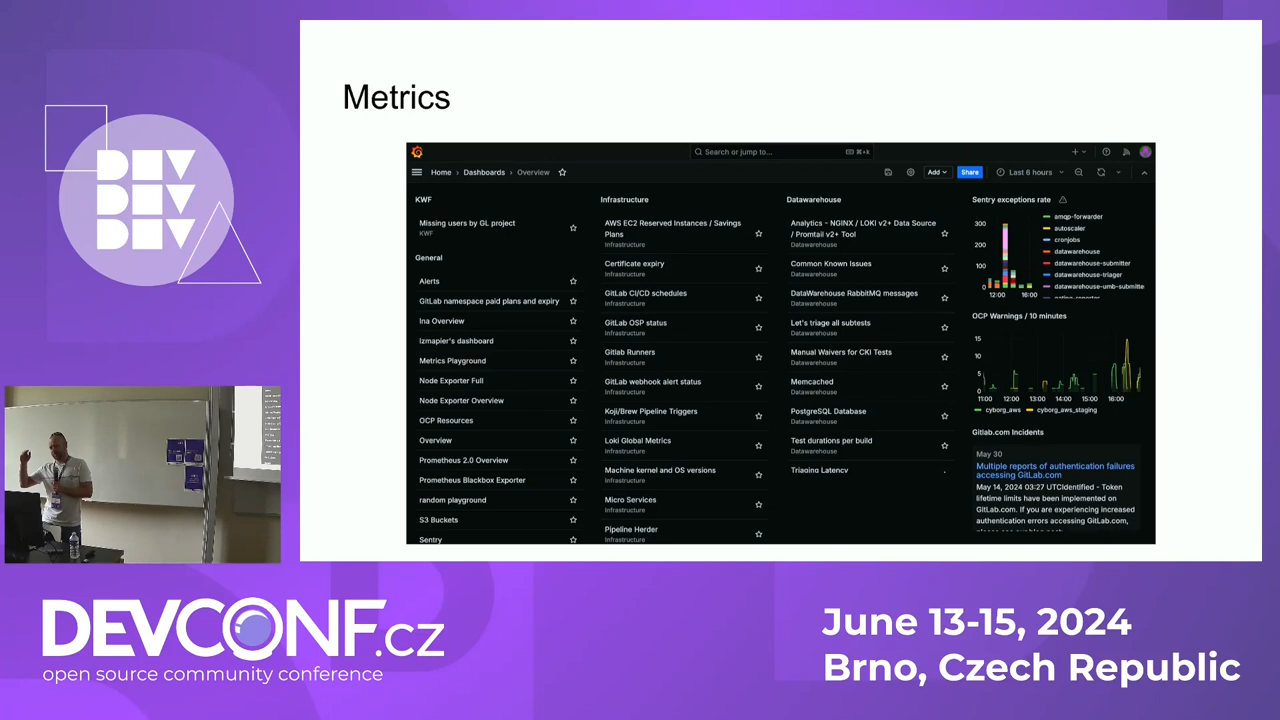 DEV
DEV
DEV
Metrics
Search or jump to...
⌘+k
Home > Dashboards > Overview
Add
Share
Last 6 hours
KWF
Missing users by GL project
KWF
General
Alerts
GitLab namespace paid plans and expiry
Ina Overview
Izmapier's dashboard
Metrics Playground
Node Exporter Full
Node Exporter Overview
OCP Resources
Overview
Prometheus 2.0 Overview
Prometheus Blackbox Exporter
random playground
S3 Buckets
Sentry
Infrastructure
AWS EC2 Reserved Instances / Savings
Plans
Infrastructure
Certificate expiry
Infrastructure
GitLab CI/CD schedules
Infrastructure
GitLab OSP status
Infrastructure
Gitlab Runners
Infrastructure
GitLab webhook alert status
Infrastructure
Koji/Brew Pipeline Triggers
Infrastructure
Loki Global Metrics
Infrastructure
Machine kernel and OS versions
Infrastructure
Micro Services
Infrastructure
Pipeline Herder
Infrastructure
Datawarehouse
Analytics - NGINX / LOKI v2+ Data Source
/ Promtail v2+ Tool
Datawarehouse
Common Known Issues
Datawarehouse
DataWarehouse RabbitMQ messages
Datawarehouse
Let's triage all subtests
Datawarehouse
Manual Waivers for CKI Tests
Datawarehouse
Memcached
Datawarehouse
PostgreSQL Database
Datawarehouse
Test durations per build
Datawarehouse
Triaging Latency
Sentry exceptions rate
300
200
100
0
12:00 16:00
amqp-forwarder
autoscaler
cronjobs
datawarehouse
datawarehouse-submitter
datawarehouse-triager
datawarehouse-umb-submitte
OCP Warnings / 10 minutes
15
10
5
0
11:00 12:00 13:00 14:00 15:00 16:00
cyborg_aws cyborg_aws_staging
Gitlab.com Incidents
May 30
Multiple reports of authentication failures
accessing GitLab.com
May 14, 2024 03:27 UTCIdentified - Token
lifetime limits have been implemented on
GitLab.com. If you are experiencing increased
authentication errors accessing GitLab.com,
DEVCONF.cz
open source community conference
June 13-15, 2024
Brno, Czech Republic